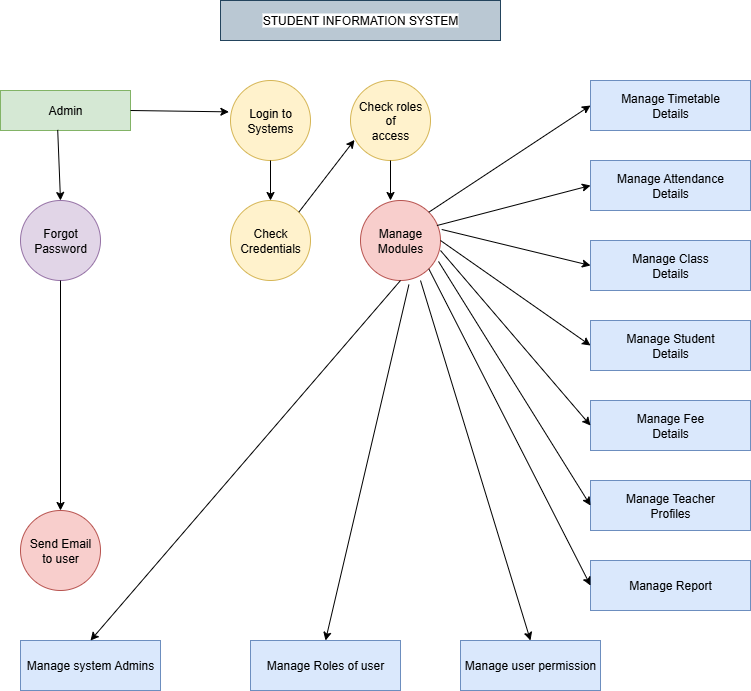 STUDENT INFORMATION SYSTEM
Admin
Login to
Systems
Check roles
of
access
Manage Timetable
Details
Manage Attendance
Details
Forgot
Password
Check
Credentials
Manage
Modules
Manage Class
Details
Manage Student
Details
Manage Fee
Details
Manage Teacher
Profiles
Send Email
to user
Manage Report
Manage system Admins
Manage Roles of user
Manage user permission